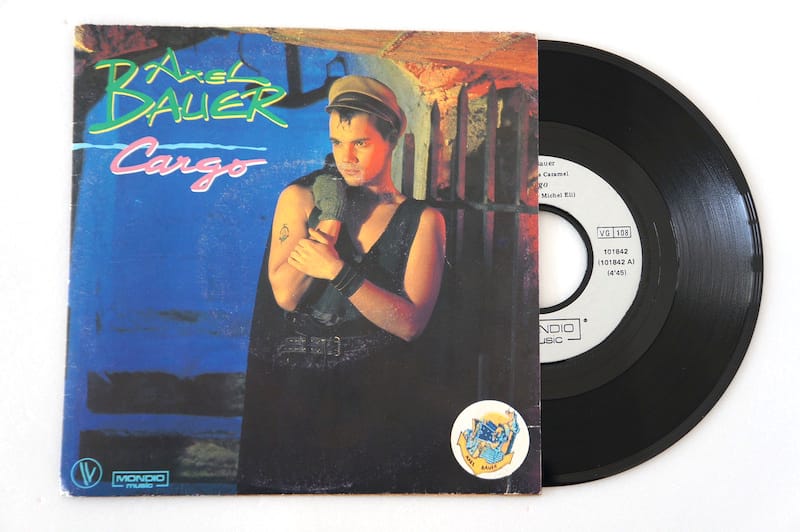 AXEL
BAUER
Cargo
MONDIO
music
AXEL BAUER
auer
s Caramel
go
Michel Eli)
VG 108
101842
(101842 A)
(4'45)
NDIO
USIC